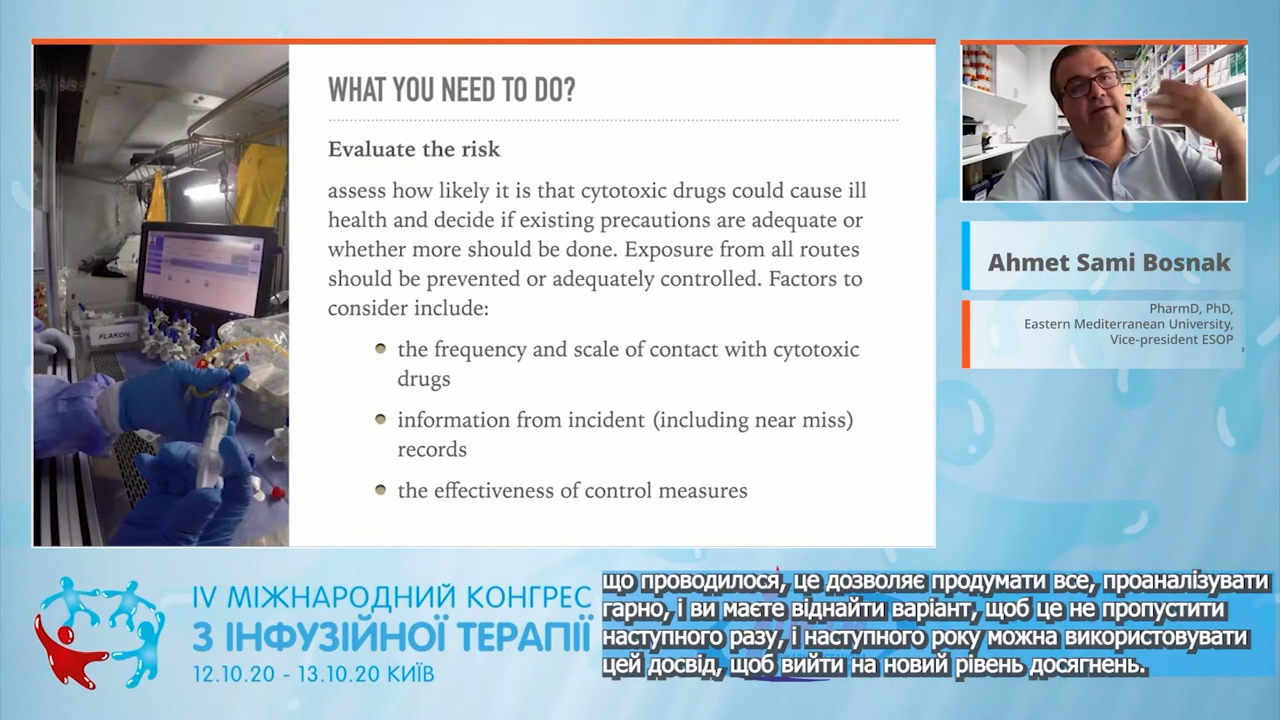 WHAT YOU NEED TO DO?
Evaluate the risk
assess how likely it is that cytotoxic drugs could cause ill
health and decide if existing precautions are adequate or
whether more should be done. Exposure from all routes
should be prevented or adequately controlled. Factors to
consider include:
the frequency and scale of contact with cytotoxic
drugs
information from incident (including near miss)
records
the effectiveness of control measures
FLAKON
Ahmet Sami Bosnak
PharmD, PhD,
Eastern Mediterranean University,
Vice-president ESOP
IV МІЖНАРОДНИЙ КОНГРЕС
З ІНФУЗІЙНОЇ ТЕРАПІЇ
12.10.20 - 13.10.20 КИЇВ
що проводилося, це дозволяє продумати все, проаналізувати
гарно, і ви маєте віднайти варіант, щоб це не пропустити
наступного разу, і наступного року можна використовувати
цей досвід, щоб вийти на новий рівень досягнень.